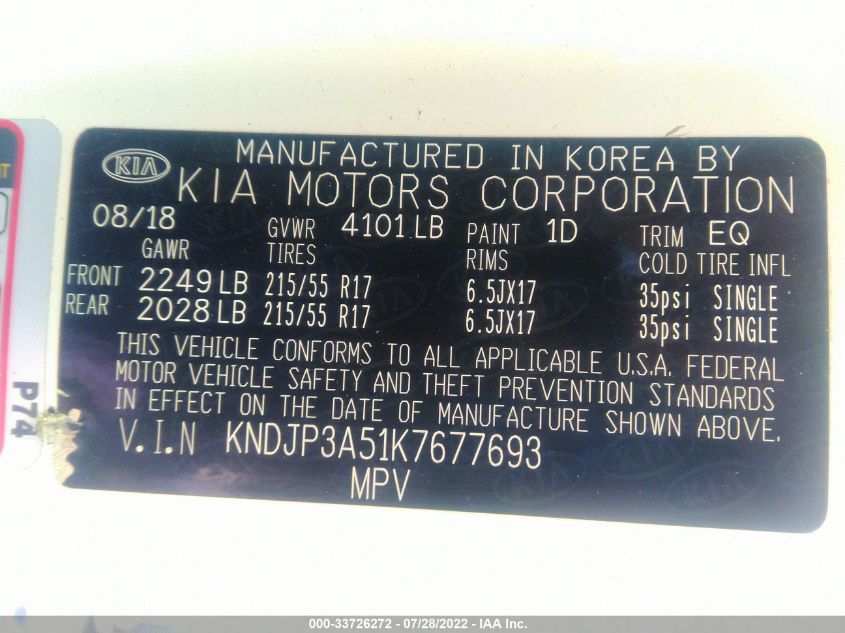 KIA
MANUFACTURED IN KOREA BY
KIA MOTORS CORPORATION
08/18 GVWR 4101 LB PAINT 1D TRIM EQ
GAWR TIRES RIMS COLD TIRE INFL
FRONT 2249 LB 215/55 R17 6.5JX17 35psi SINGLE
REAR 2028 LB 215/55 R17 6.5JX17 35psi SINGLE
THIS VEHICLE CONFORMS TO ALL APPLICABLE U.S.A. FEDERAL
MOTOR VEHICLE SAFETY AND THEFT PREVENTION STANDARDS
IN EFFECT ON THE DATE OF MANUFACTURE SHOWN ABOVE.
V.I.N KNDJP3A51K7677693
MPV
P74
000-33726272 - 07/28/2022 - IAA Inc.